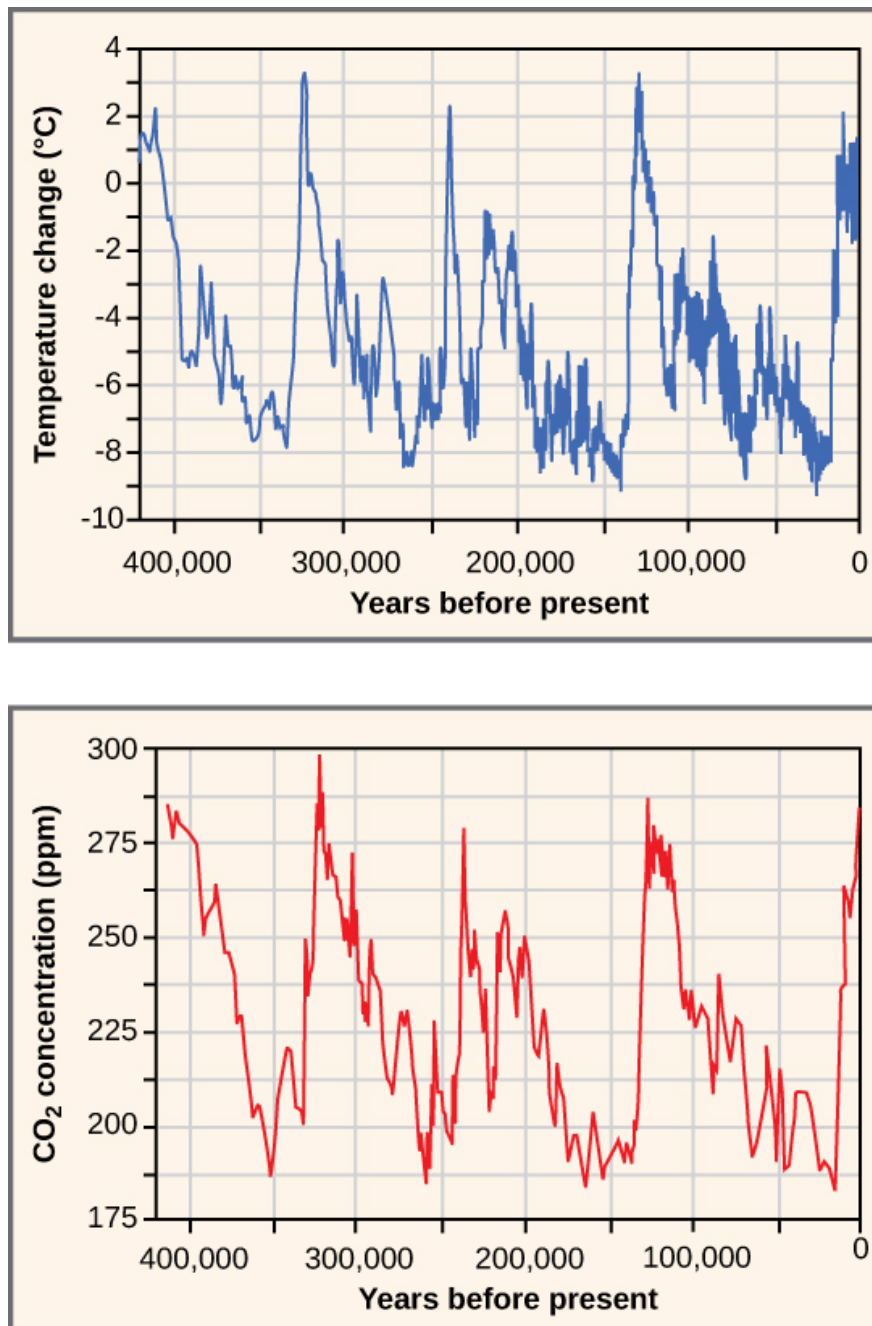 Temperature change (°C)
4
2
0
-2
-4
-6
-8
-10
400,000 300,000 200,000 100,000 0
Years before present
CO₂ concentration (ppm)
300
275
250
225
200
175
400,000 300,000 200,000 100,000 0
Years before present